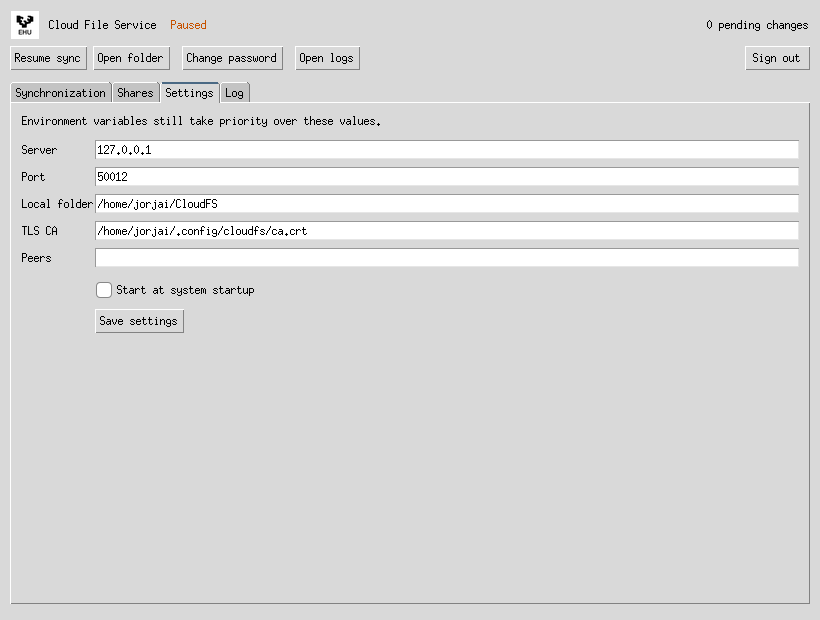 EHU Cloud File Service Paused 0 pending changes
Resume sync Open folder Change password Open logs Sign out
Synchronization Shares Settings Log
Environment variables still take priority over these values.
Server 127.0.0.1
Port 50012
Local folder /home/jorjai/CloudFS
TLS CA /home/jorjai/.config/cloudfs/ca.crt
Peers
Start at system startup
Save settings